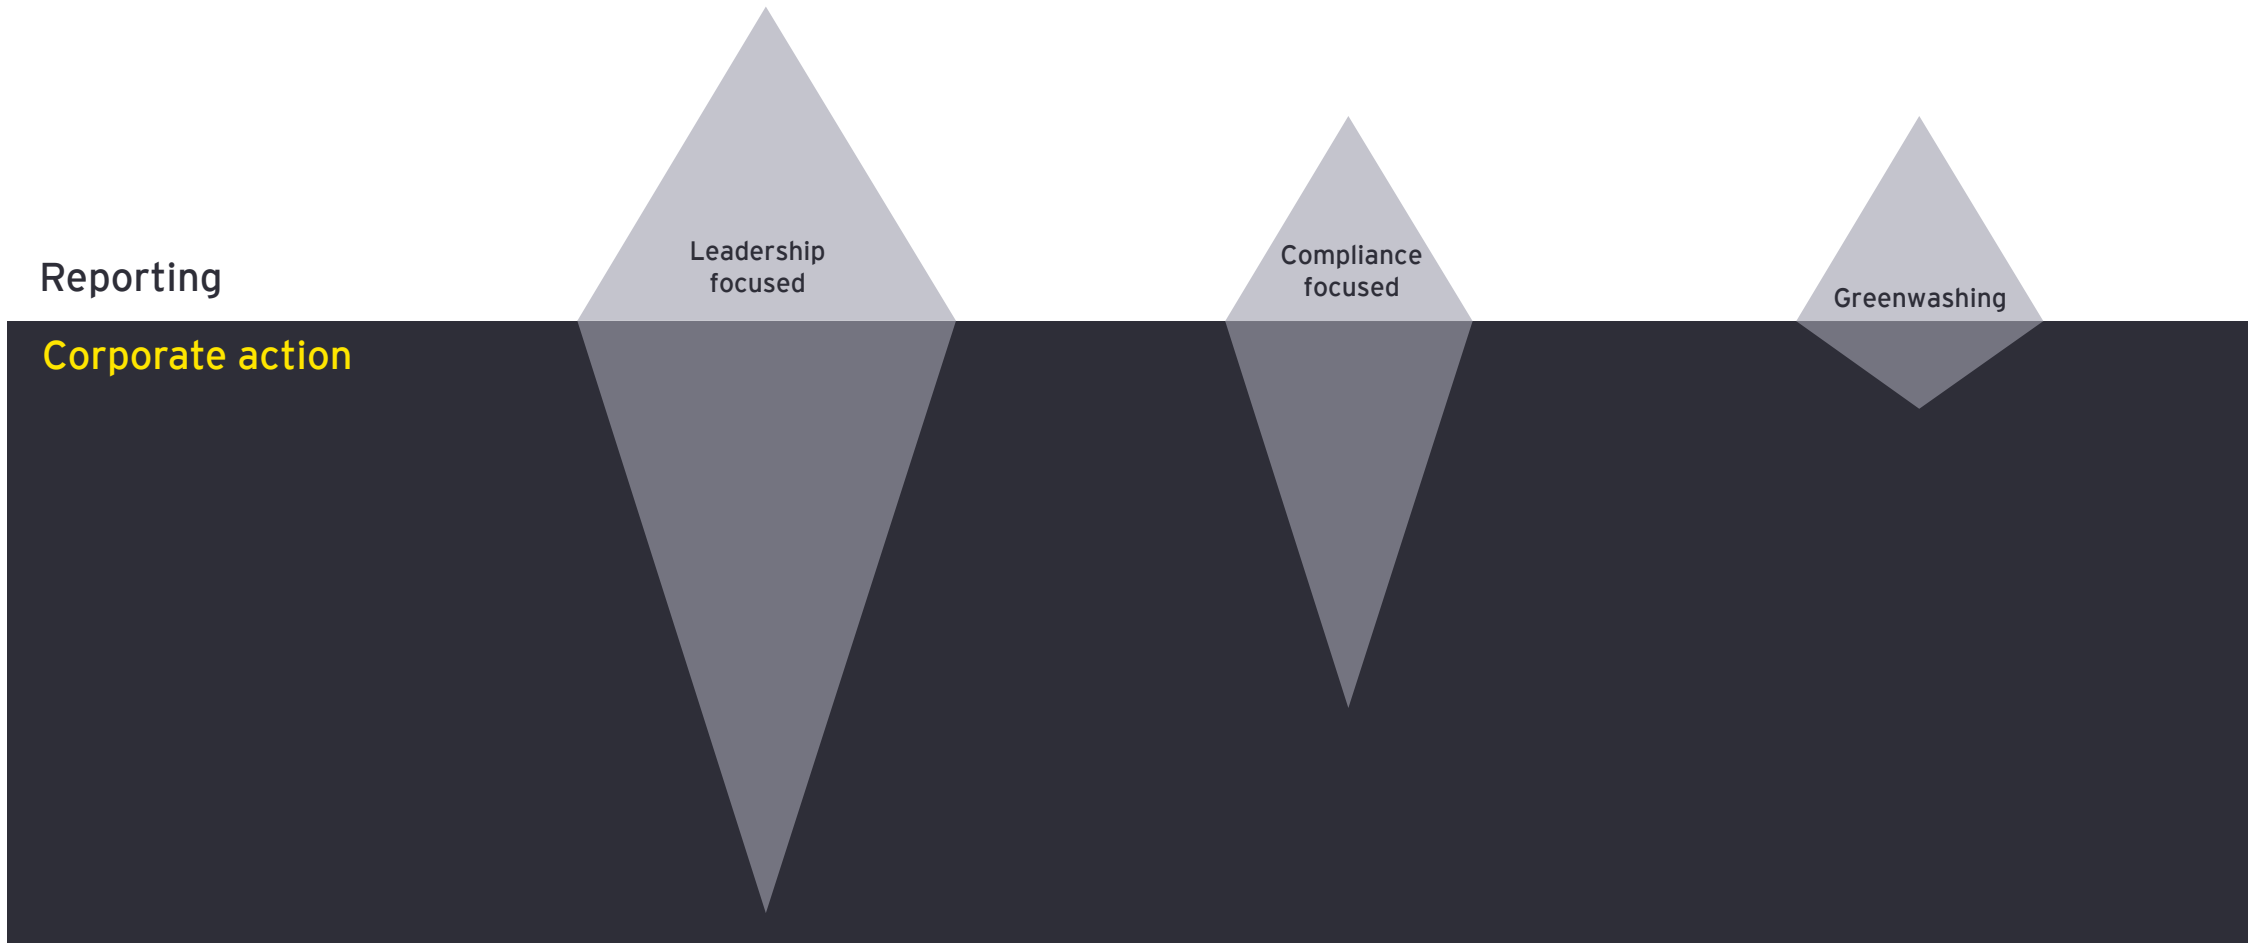 Reporting
Corporate action
Leadership
focused
Compliance
focused
Greenwashing